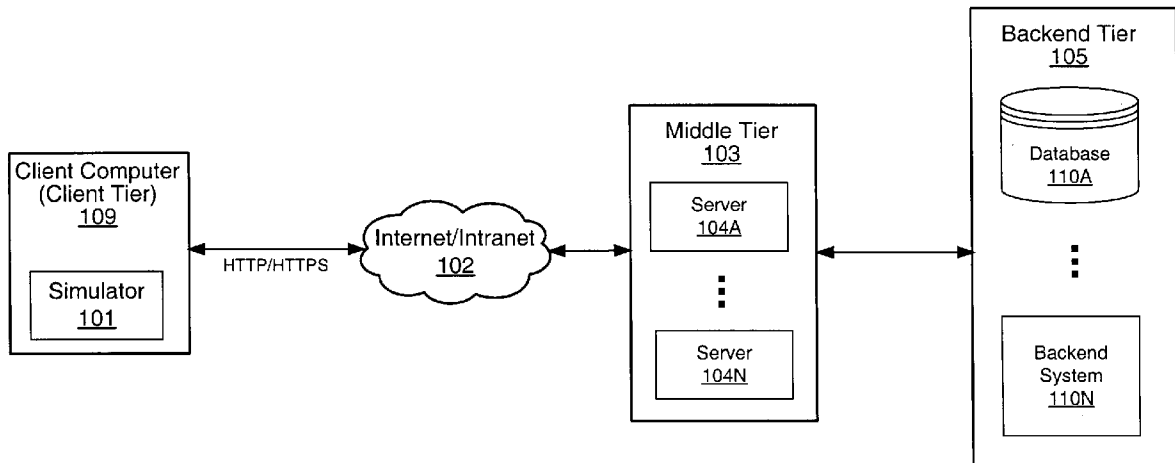 Client Computer
(Client Tier)
109
Simulator
101
HTTP/HTTPS
Internet/Intranet
102
Middle Tier
103
Server
104A
Server
104N
Backend Tier
105
Database
110A
Backend
System
110N